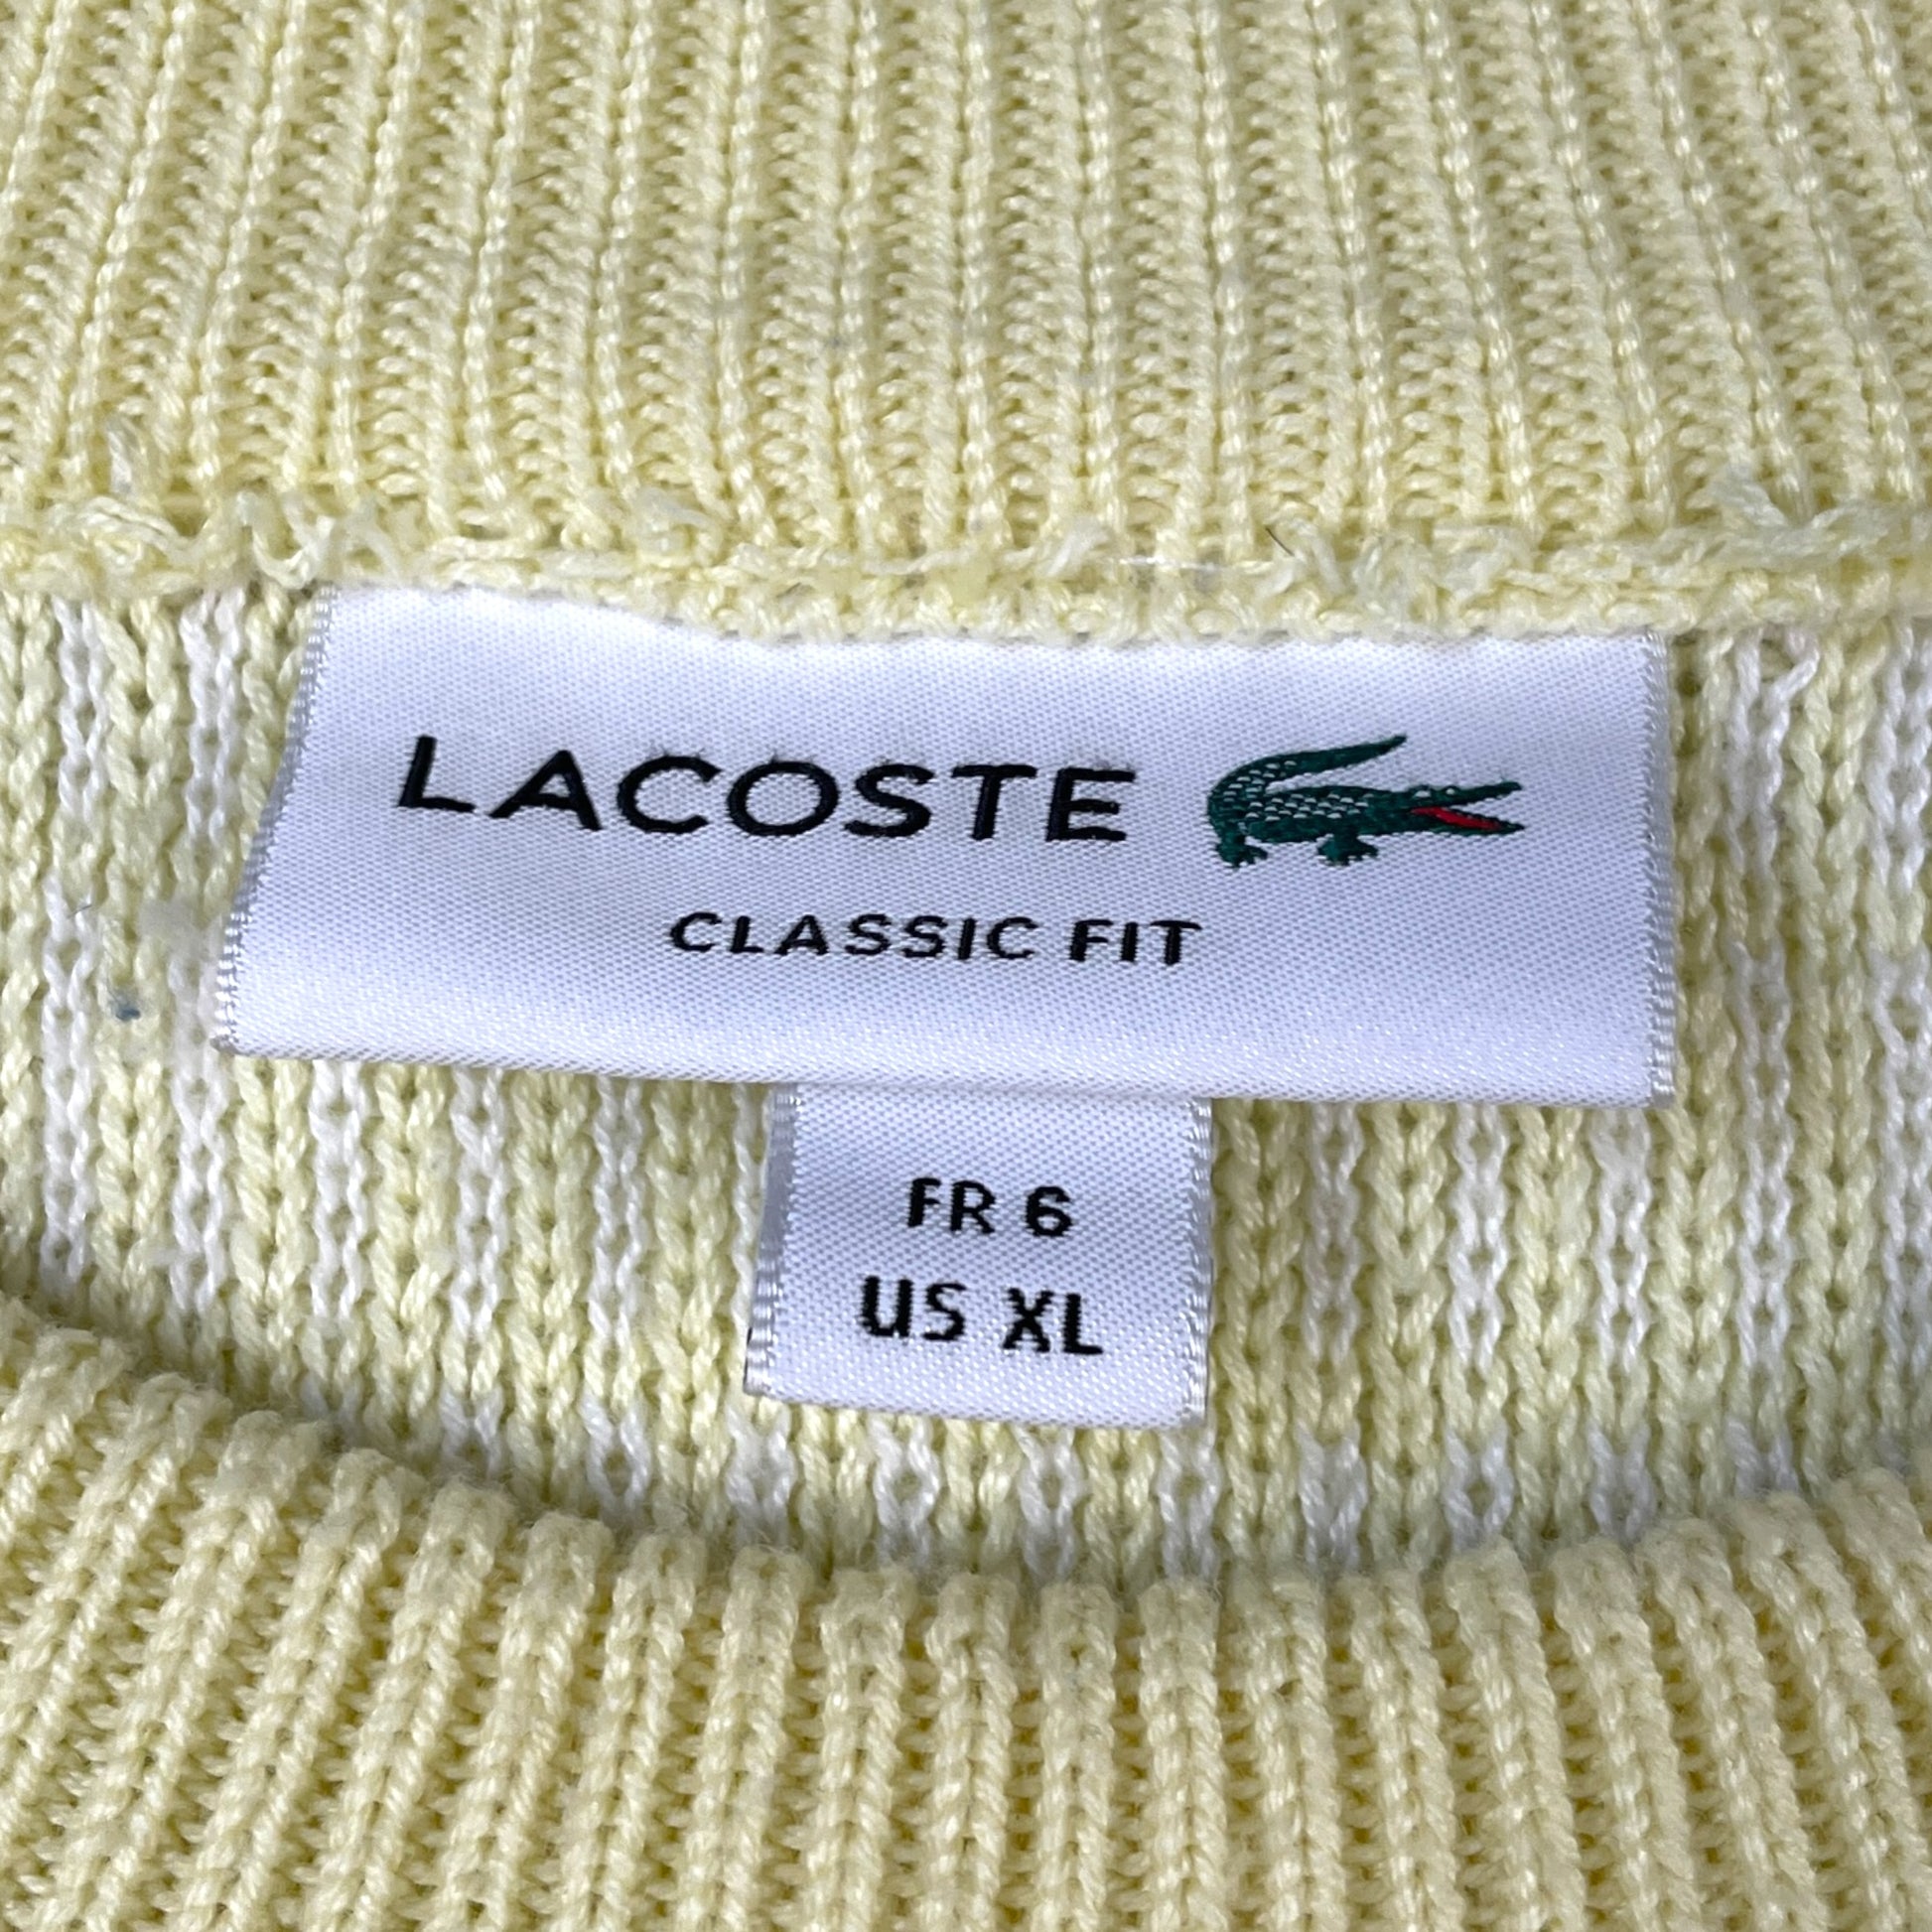 LACOSTE
CLASSIC FIT
FR 6
US XL